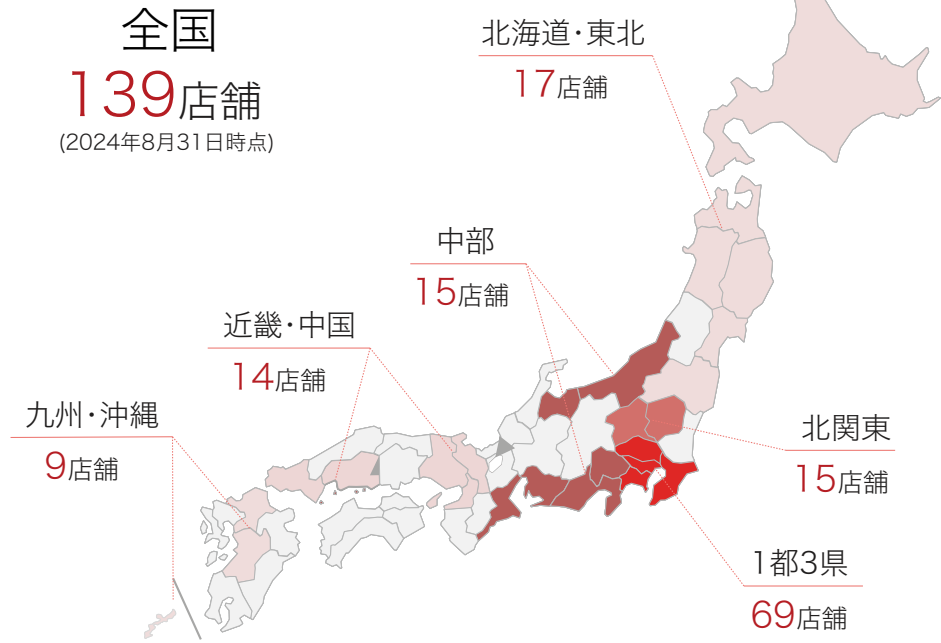 全国
139店舗
(2024年8月31日時点)
北海道・東北
17店舗
中部
15店舗
近畿・中国
14店舗
九州・沖縄
9店舗
北関東
15店舗
1都3県
69店舗